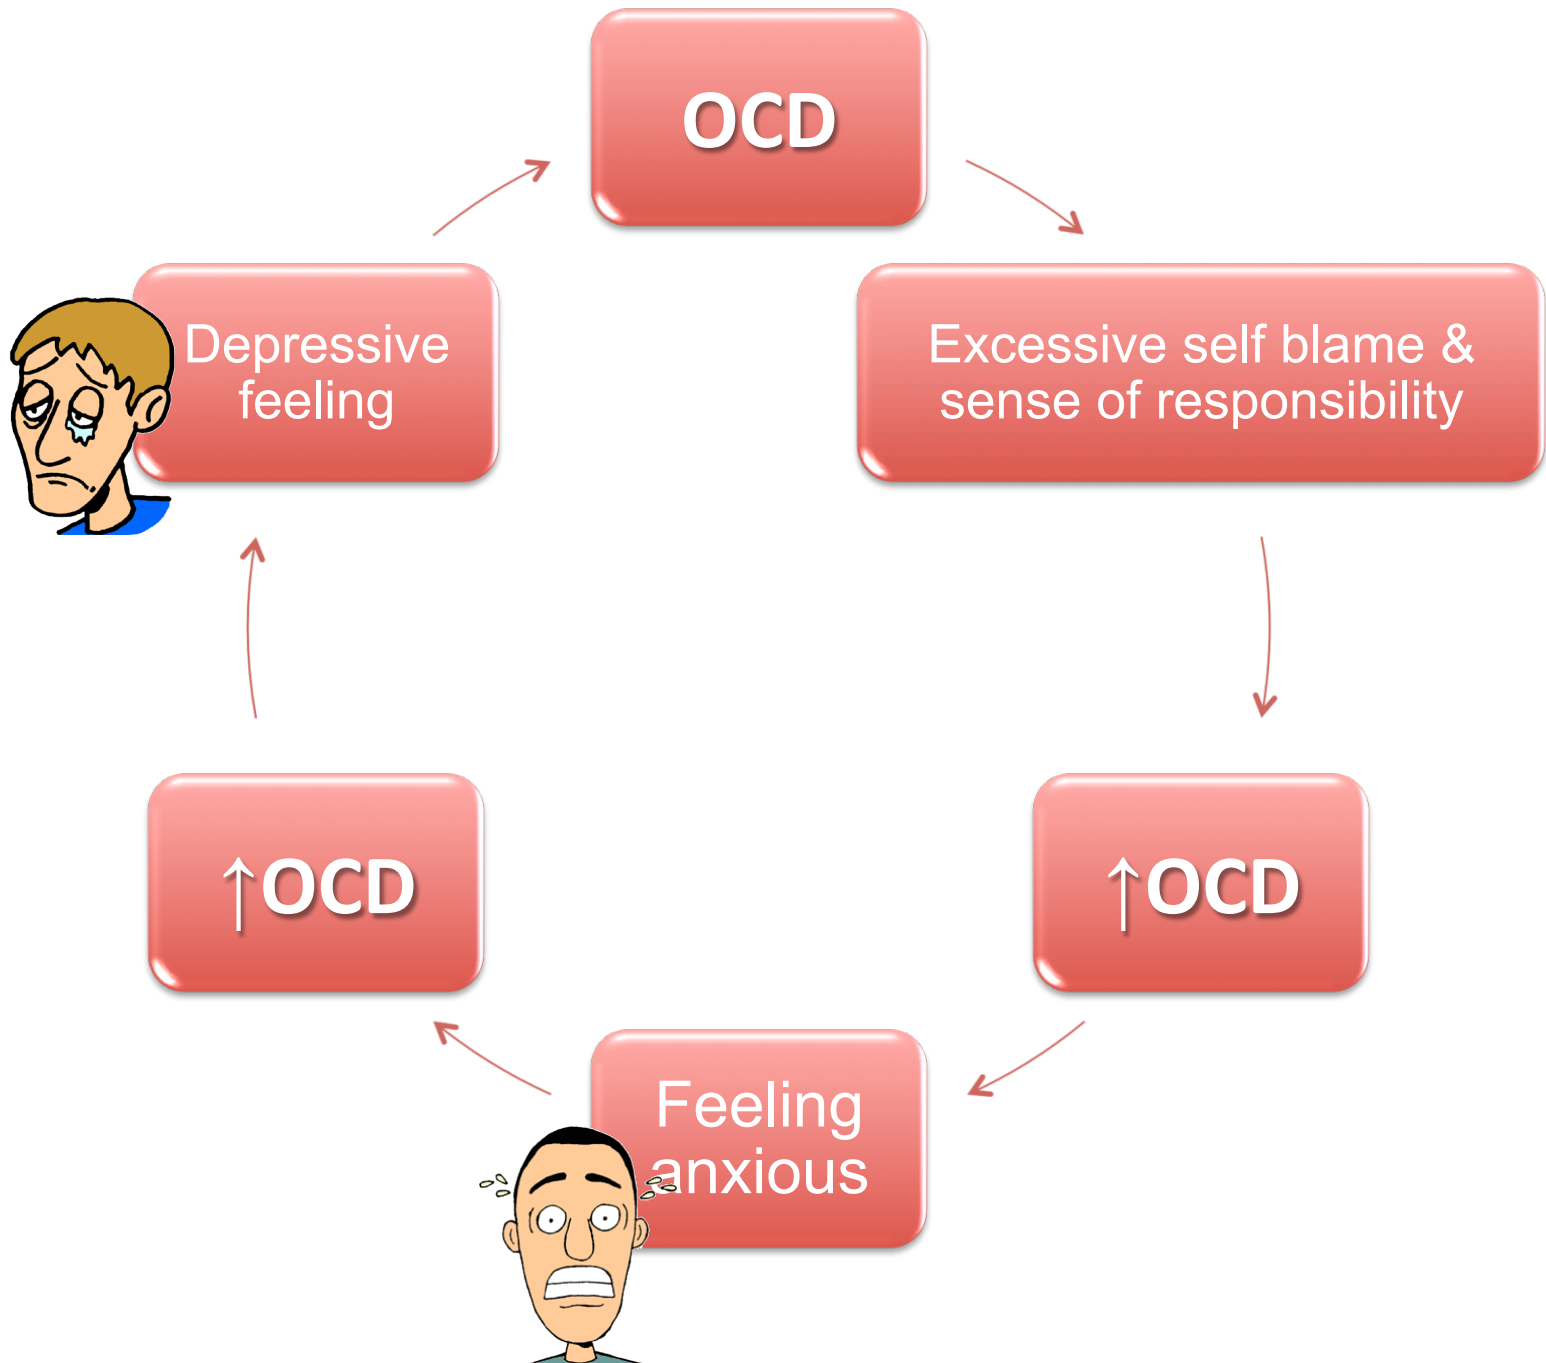 OCD
Excessive self blame &
sense of responsibility
↑OCD
Feeling
anxious
↑OCD
Depressive
feeling